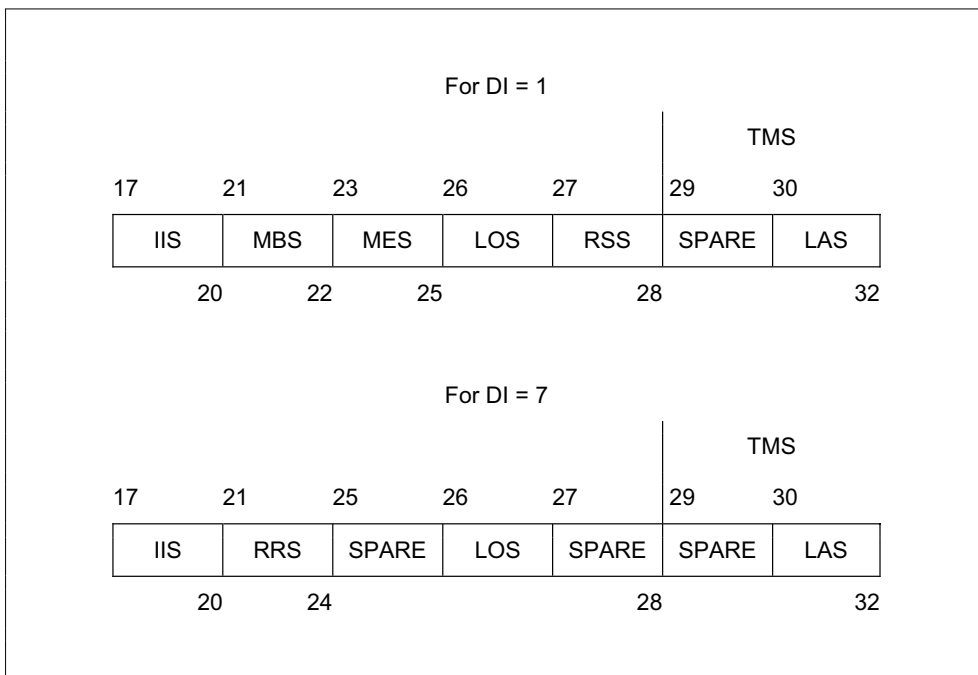 For DI = 1
TMS
17 21 23 26 27 29 30
IIS MBS MES LOS RSS SPARE LAS
20 22 25 28 32
For DI = 7
TMS
17 21 25 26 27 29 30
IIS RRS SPARE LOS SPARE SPARE LAS
20 24 28 32